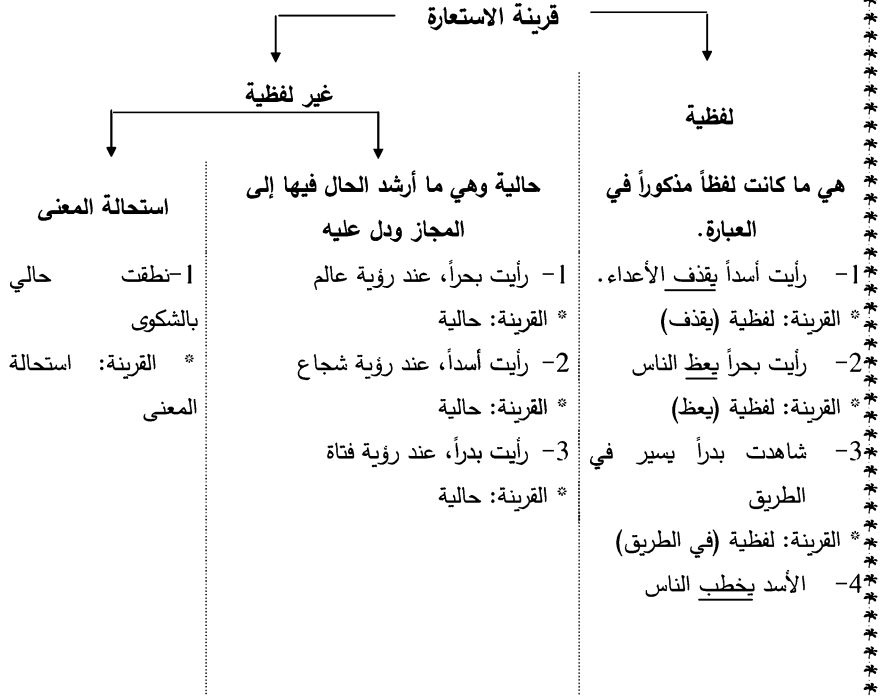 قرينة الاستعارة
لفظية
هي ما كانت لفظاً مذكوراً في
العبارة.
1- رأيت أسداً يقذف الأعداء.
* القرينة: لفظية (يقذف)
2- رأيت بحراً يعظ الناس
* القرينة: لفظية (يعظ)
3- شاهدت بدراً يسير في
الطريق
* القرينة: لفظية (في الطريق)
4- الأسد يخطب الناس
غير لفظية
حالية وهي ما أرشد الحال فيها إلى
المجاز ودل عليه
1- رأيت بحراً، عند رؤية عالم
* القرينة: حالية
2- رأيت أسداً، عند رؤية شجاع
* القرينة: حالية
3- رأيت بدراً، عند رؤية فتاة
* القرينة: حالية
استحالة المعنى
1-نطقت حالي
بالشكوى
* القرينة: استحالة
المعنى